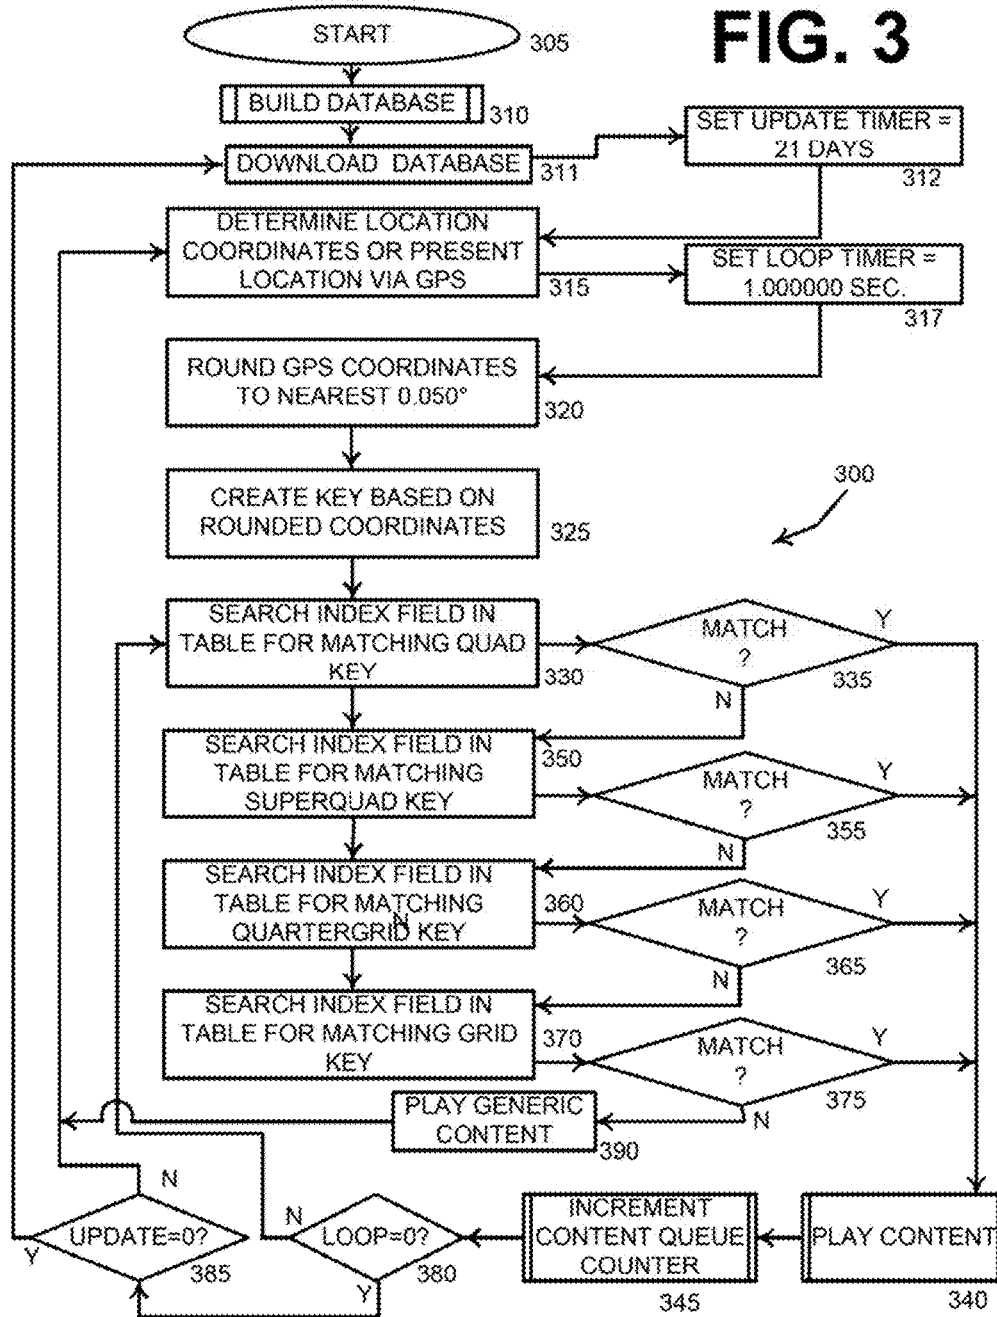 FIG. 3
START
305
BUILD DATABASE
310
DOWNLOAD DATABASE
311
SET UPDATE TIMER =
21 DAYS
312
DETERMINE LOCATION
COORDINATES OR PRESENT
LOCATION VIA GPS
315
SET LOOP TIMER =
1.000000 SEC.
317
ROUND GPS COORDINATES
TO NEAREST 0.050°
320
CREATE KEY BASED ON
ROUNDED COORDINATES
325
300
SEARCH INDEX FIELD IN
TABLE FOR MATCHING QUAD
KEY
330
MATCH
?
Y
335
N
SEARCH INDEX FIELD IN
TABLE FOR MATCHING
SUPERQUAD KEY
350
MATCH
?
Y
355
N
SEARCH INDEX FIELD IN
TABLE FOR MATCHING
N
QUARTERGRID KEY
360
MATCH
?
Y
365
N
SEARCH INDEX FIELD IN
TABLE FOR MATCHING GRID
KEY
370
MATCH
?
Y
375
N
PLAY GENERIC
CONTENT
390
N
UPDATE=0?
Y
385
N
LOOP=0?
380
Y
INCREMENT
CONTENT QUEUE
COUNTER
345
PLAY CONTENT
340